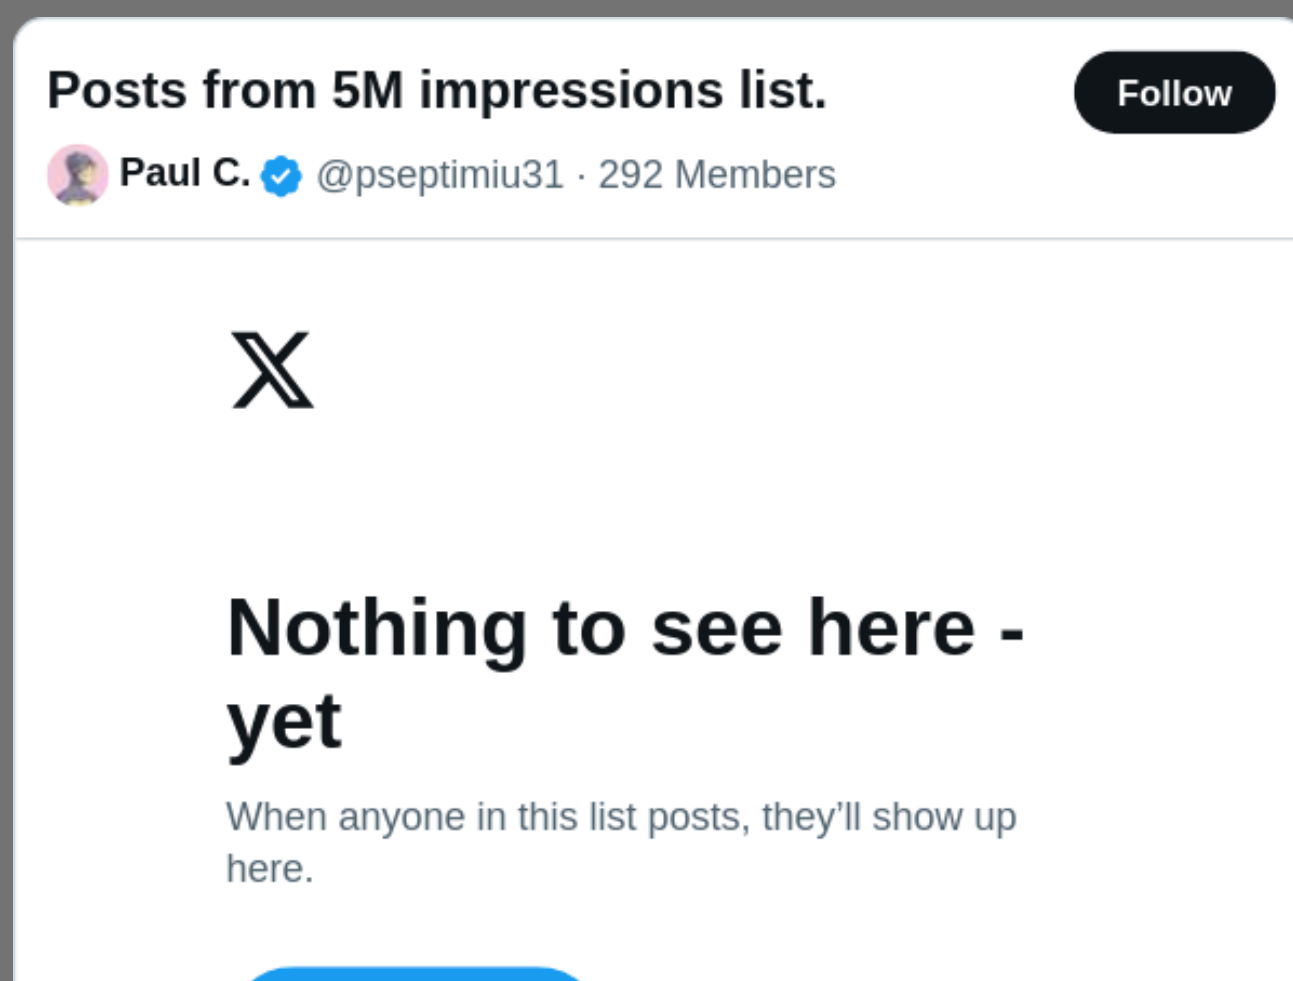 Posts from 5M impressions list.
Follow
Paul C. @pseptimiu31 · 292 Members
Nothing to see here -
yet
When anyone in this list posts, they’ll show up
here.